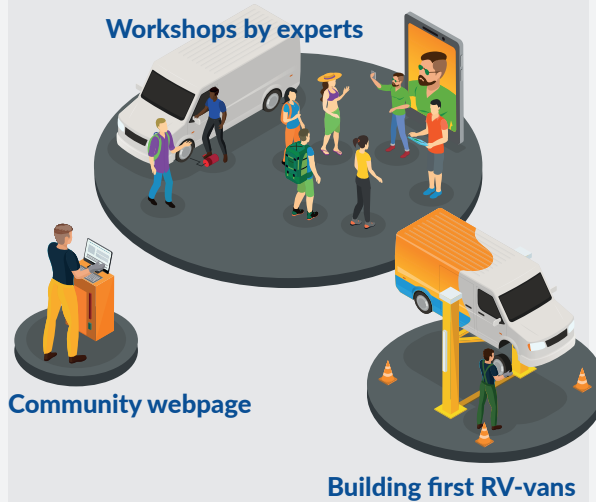 Workshops by experts
Community webpage
Building first RV-vans